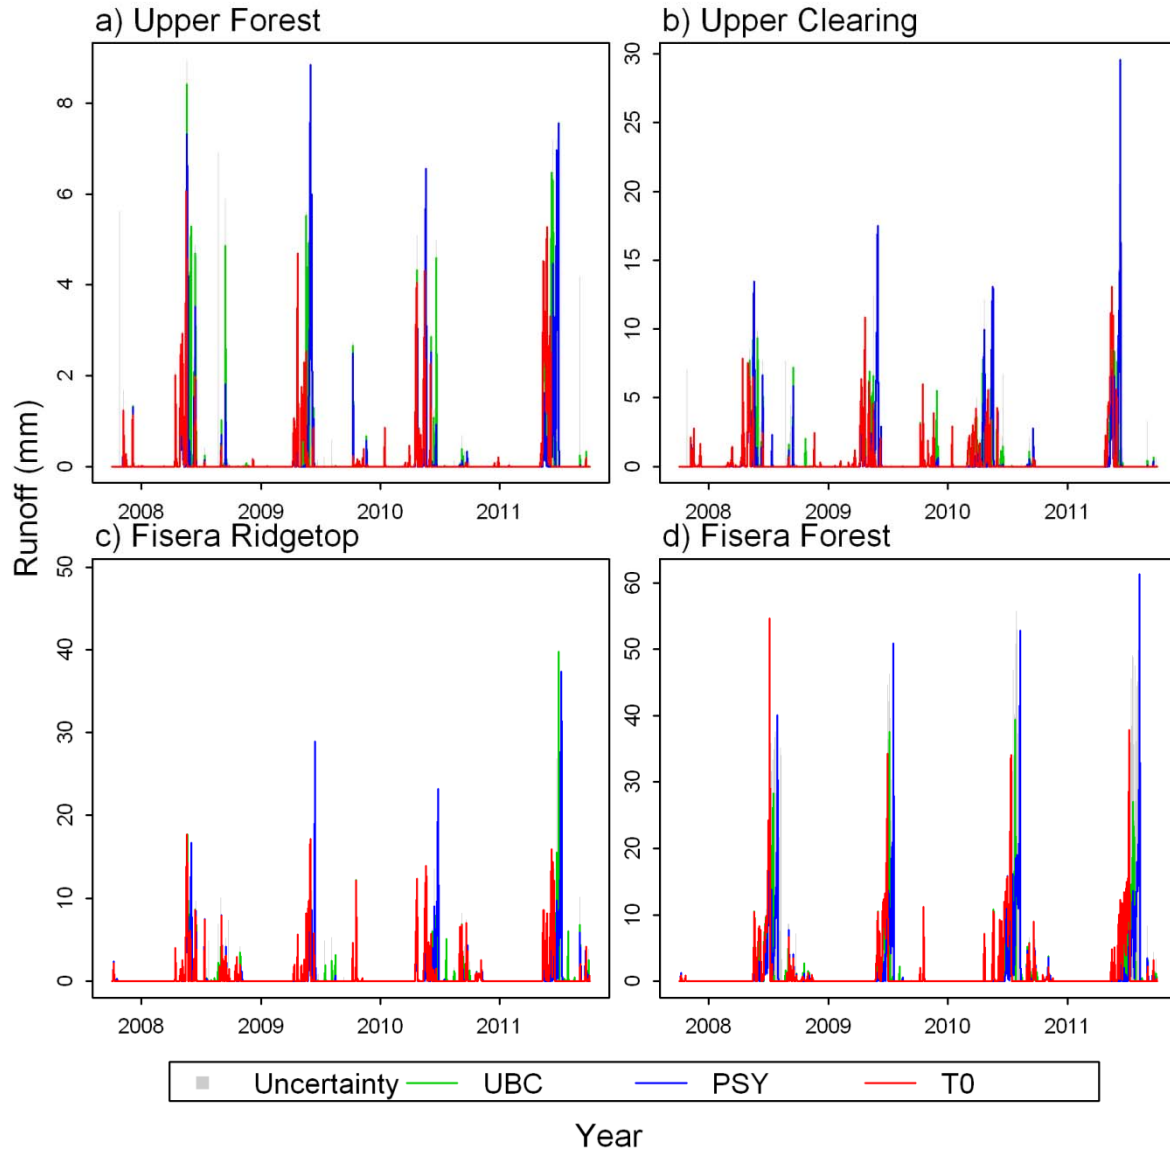 a) Upper Forest
b) Upper Clearing
0 2 4 6 8
0 5 10 15 20 25 30
2008 2009 2010 2011
2008 2009 2010 2011
Runoff (mm)
c) Fisera Ridgetop
d) Fisera Forest
0 10 20 30 40 50
0 10 20 30 40 50 60
2008 2009 2010 2011
2008 2009 2010 2011
Uncertainty UBC PSY T0
Year